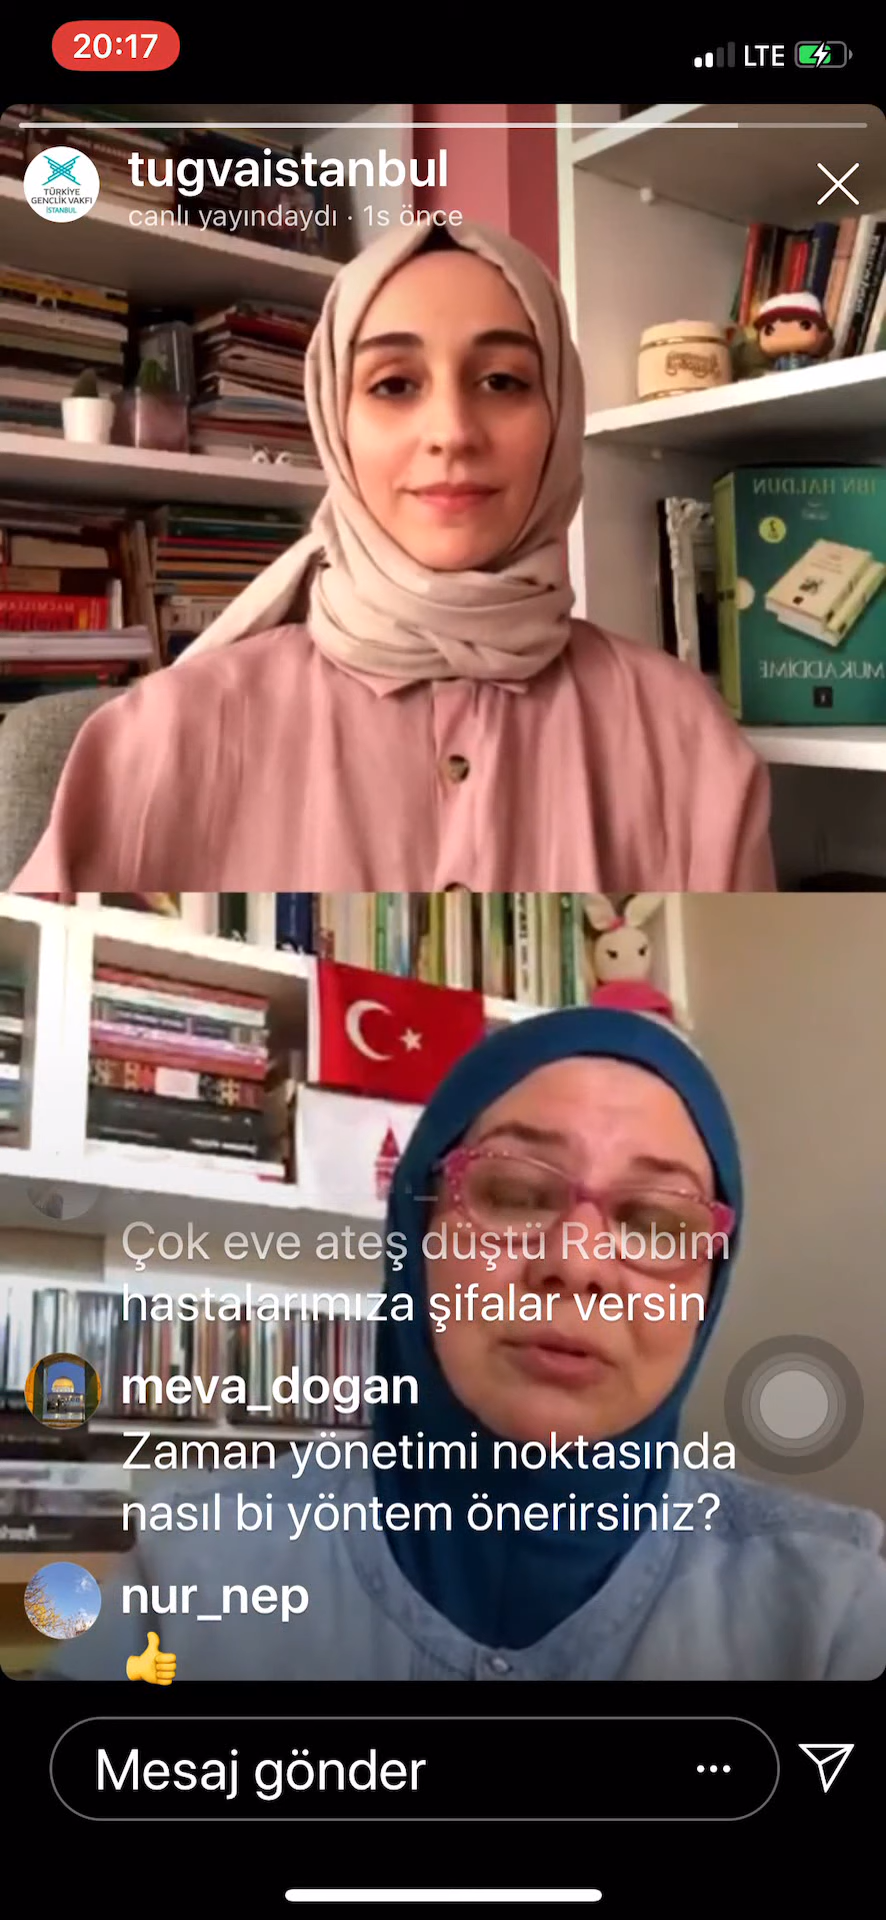 20:17
LTE
TÜRKİYE
GENÇLİK VAKFI
İSTANBUL
tugvaistanbul
canlı yayındaydı · 1s önce
IBN HALDUN
MUKADDİME
MACMILLAN
Çok eve ateş düştü Rabbim
hastalarımıza şifalar versin
meva_dogan
Zaman yönetimi noktasında
nasıl bi yöntem önerirsiniz?
nur_nep
👍
Mesaj gönder